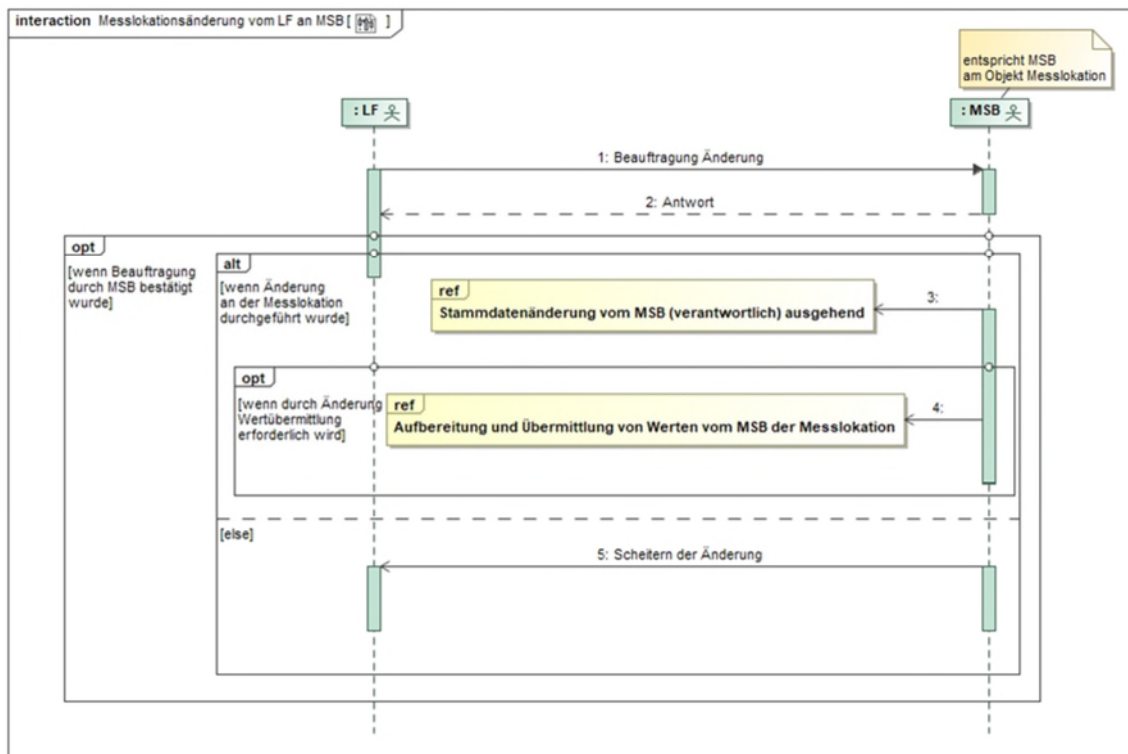 interaction Messlokationsänderung vom LF an MSB [ ]
entspricht MSB
am Objekt Messlokation
: LF
: MSB
1: Beauftragung Änderung
2: Antwort
opt
[wenn Beauftragung
durch MSB bestätigt
wurde]
alt
[wenn Änderung
an der Messlokation
durchgeführt wurde]
ref
Stammdatenänderung vom MSB (verantwortlich) ausgehend
3:
opt
[wenn durch Änderung
Wertübermittlung
erforderlich wird]
ref
Aufbereitung und Übermittlung von Werten vom MSB der Messlokation
4:
[else]
5: Scheitern der Änderung